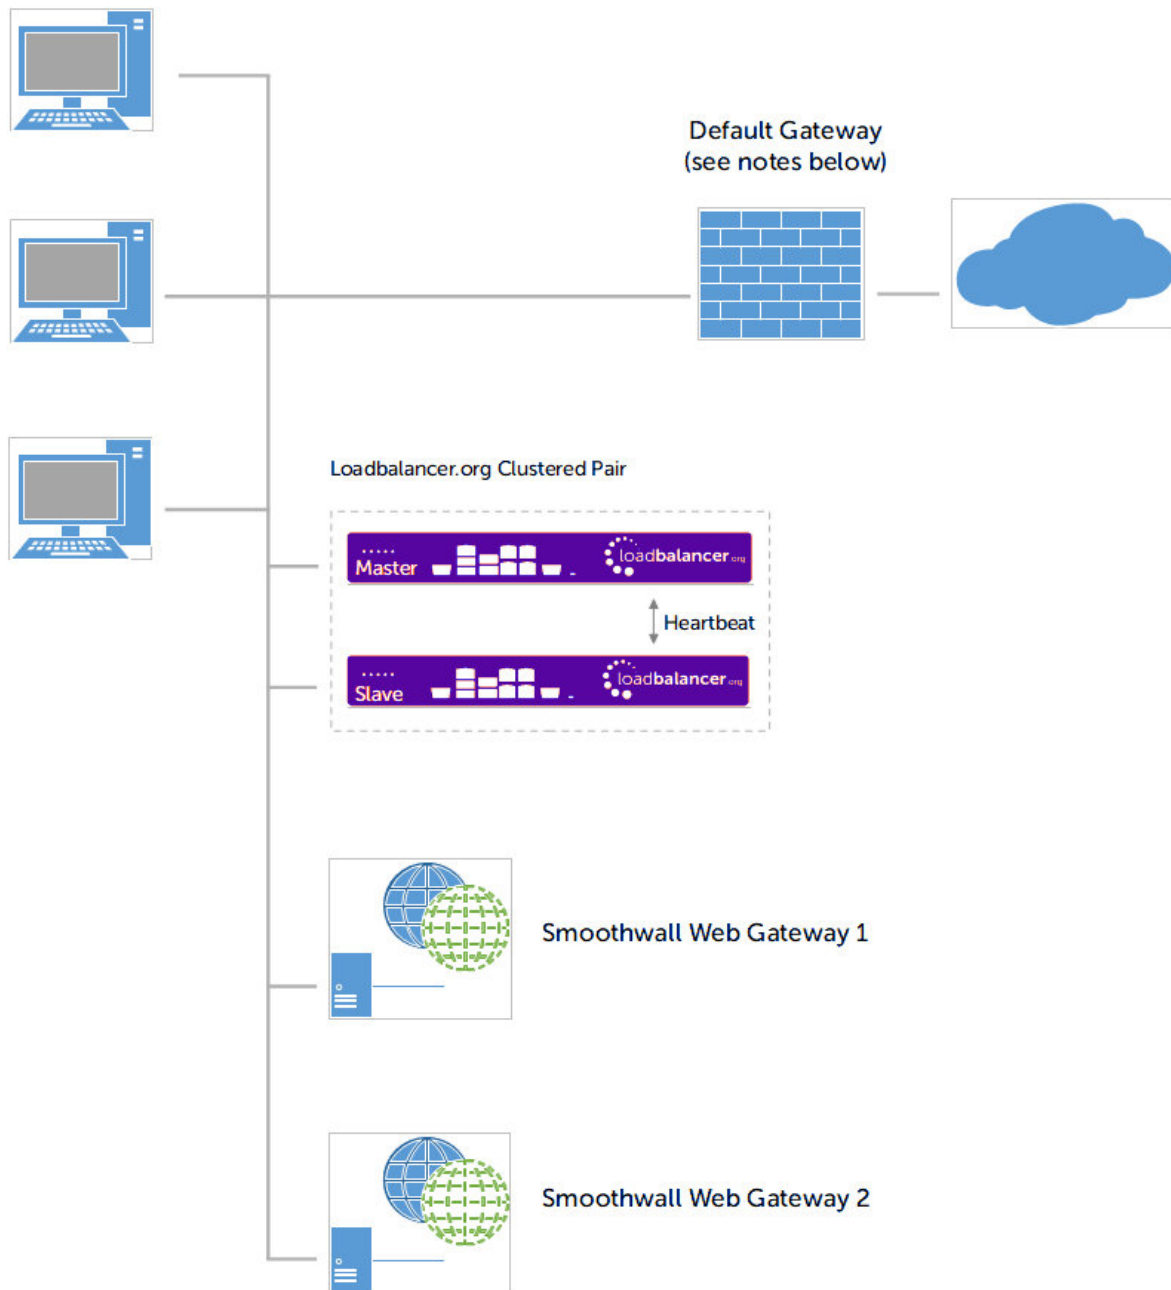 Default Gateway
(see notes below)
Loadbalancer.org Clustered Pair
Master
loadbalancer.org
Heartbeat
Slave
loadbalancer.org
Smoothwall Web Gateway 1
Smoothwall Web Gateway 2